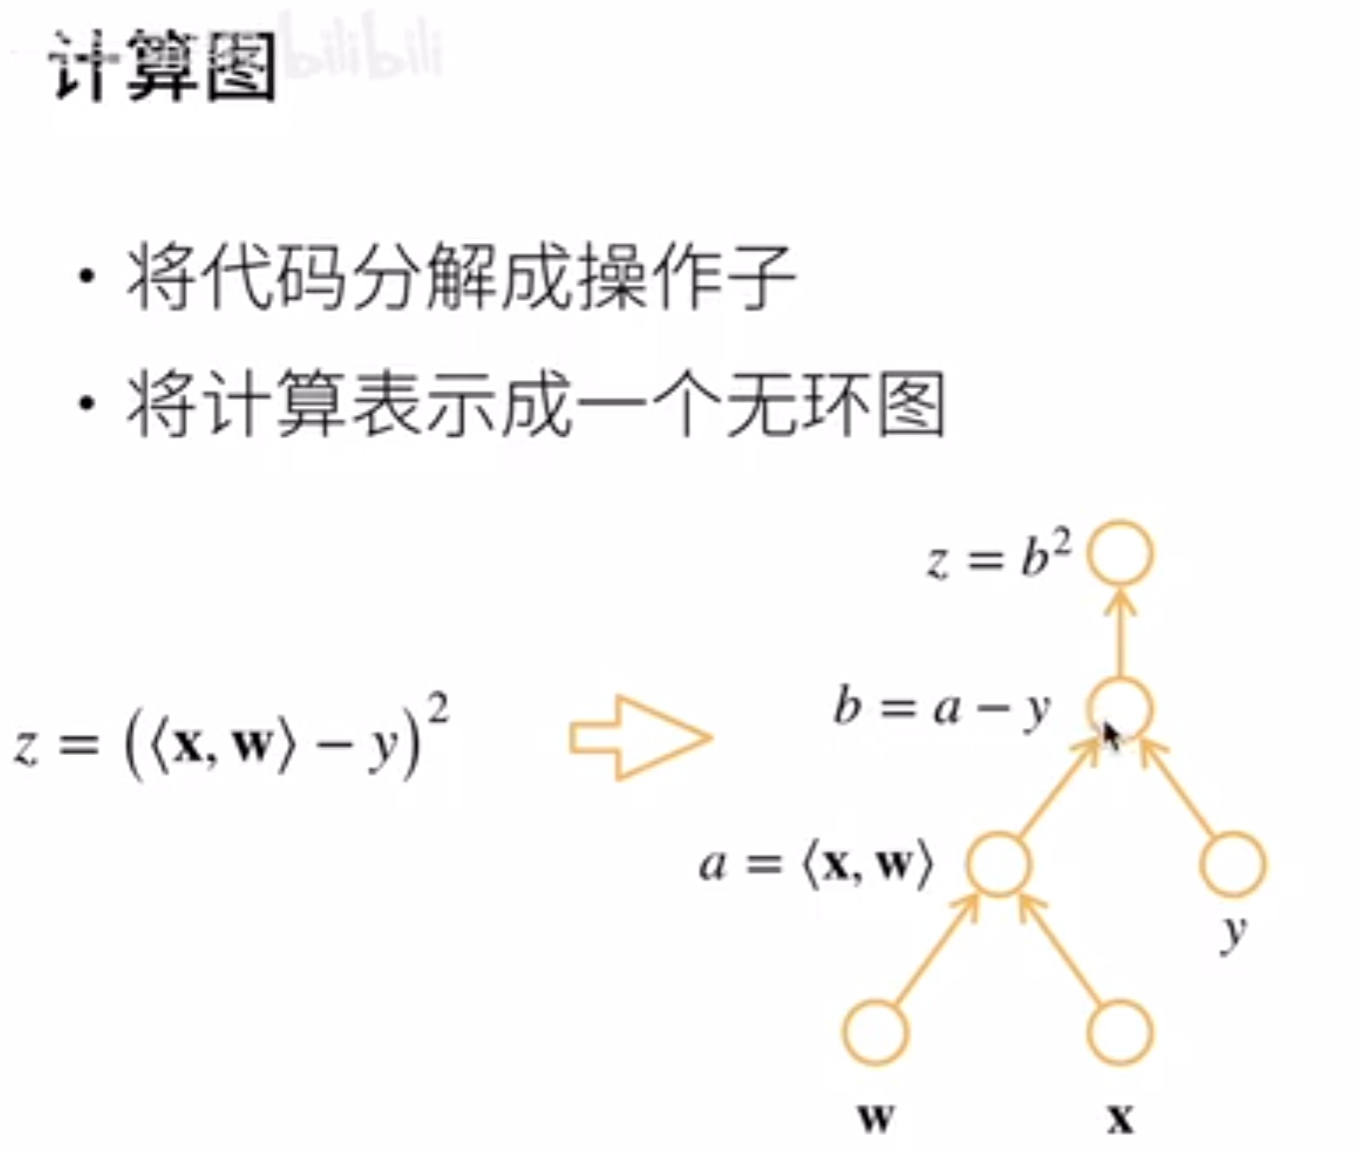 计算图
bilibili
• 将代码分解成操作子
• 将计算表示成一个无环图
z = b²
b = a − y
z = (⟨x, w⟩ − y)²
a = ⟨x, w⟩
y
w
x